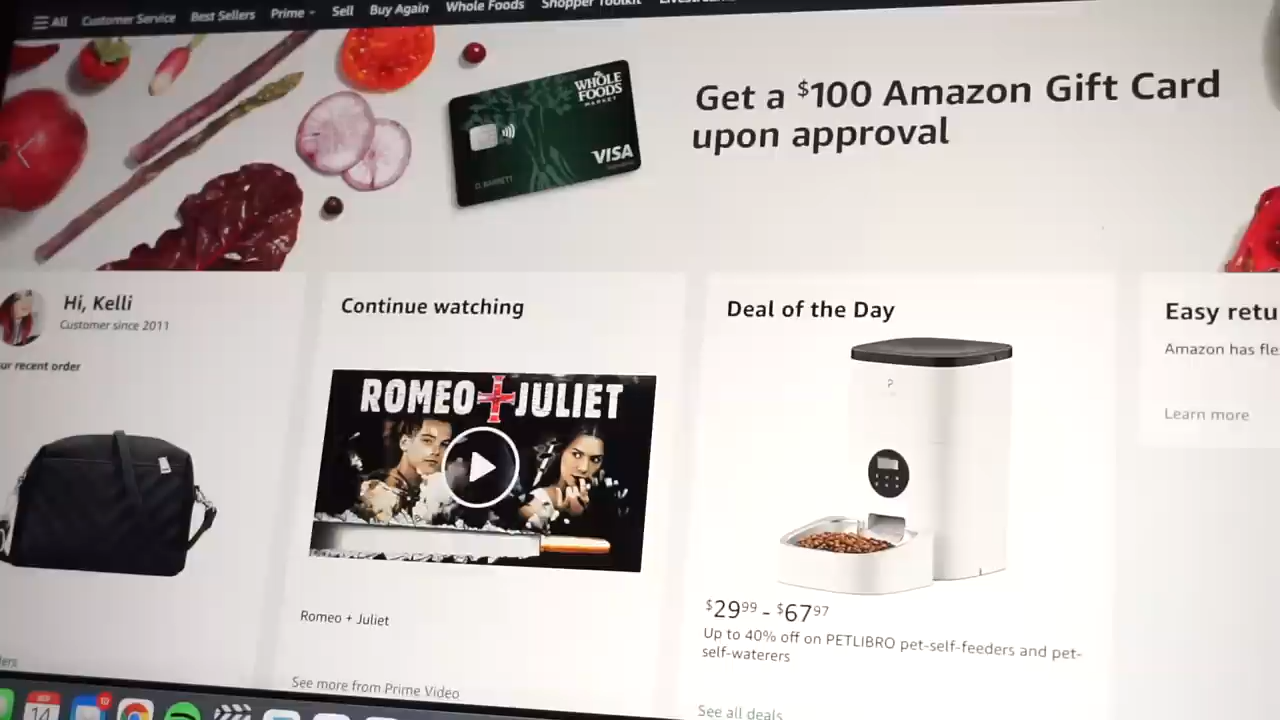 All Customer Service Best Sellers Prime Sell Buy Again Whole Foods Shopper Toolkit
WHOLE
FOODS
MARKET
VISA
Get a $100 Amazon Gift Card
upon approval
Hi, Kelli
Customer since 2011
ur recent order
Continue watching
ROMEO + JULIET
Romeo + Juliet
See more from Prime Video
Deal of the Day
$29.99 - $67.97
Up to 40% off on PETLIBRO pet-self-feeders and pet-
self-waterers
See all deals
Easy retu
Amazon has fle
Learn more
14